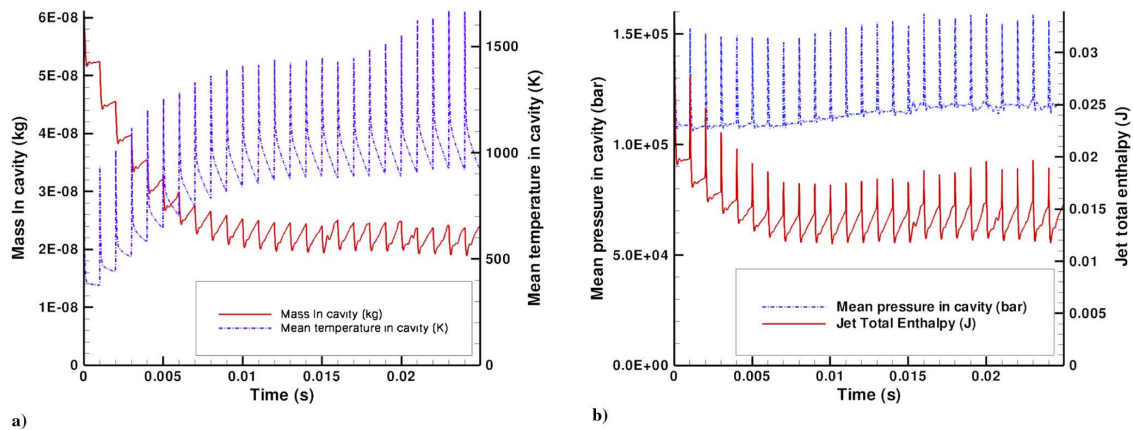 6E-08
5E-08
4E-08
3E-08
2E-08
1E-08
0
Mass In cavity (kg)
0
0.005
0.01
0.015
0.02
Time (s)
1500
1000
500
0
Mean temperature in cavity (K)
Mass In cavity (kg)
Mean temperature in cavity (K)
a)
1.5E+05
1.0E+05
5.0E+04
0.0E+00
Mean pressure in cavity (bar)
0
0.005
0.01
0.015
0.02
Time (s)
0.03
0.025
0.02
0.015
0.01
0.005
0
Jet total enthalpy (J)
Mean pressure in cavity (bar)
Jet Total Enthalpy (J)
b)